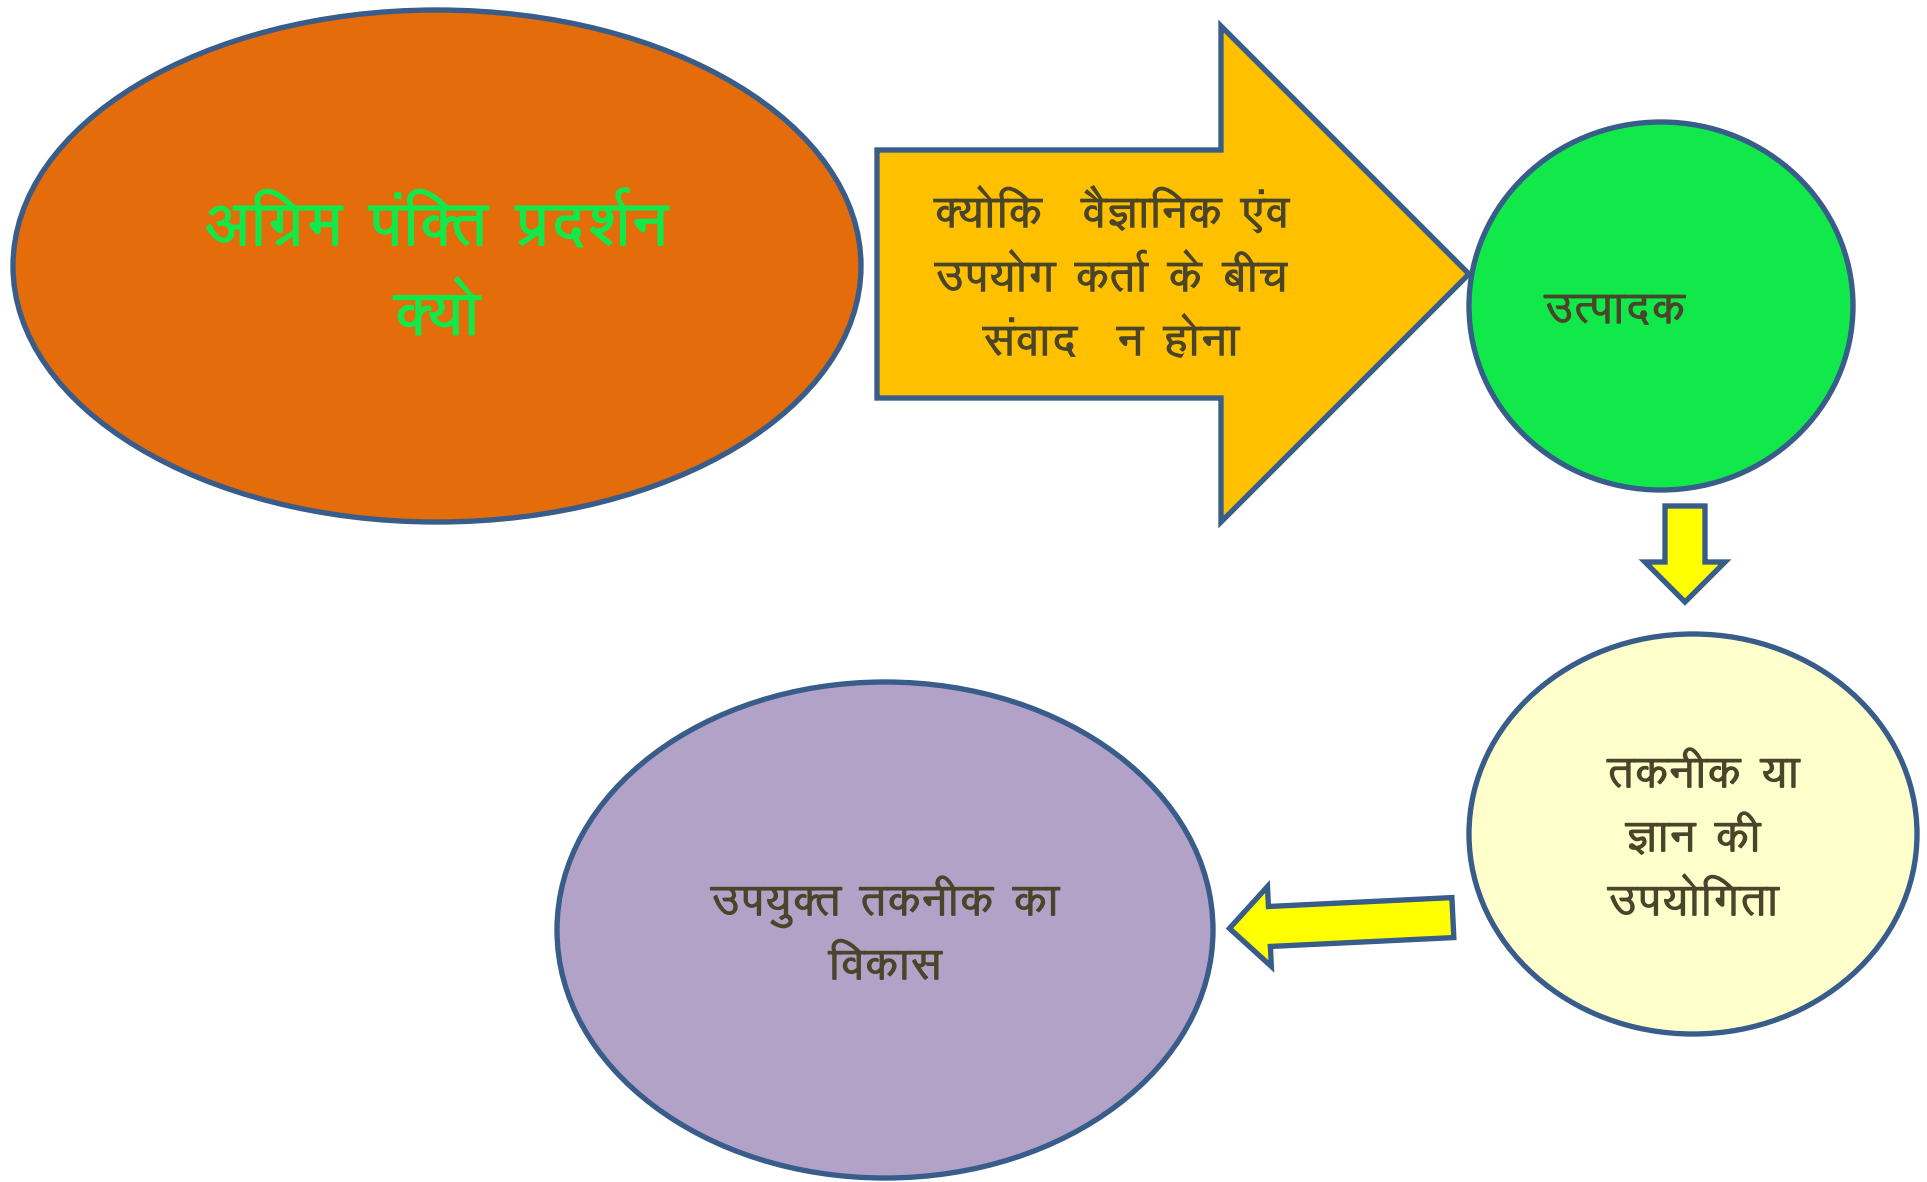 अग्रिम पंक्ति प्रदर्शन
क्यो
क्योकि वैज्ञानिक एंव
उपयोग कर्ता के बीच
संवाद न होना
उत्पादक
तकनीक या
ज्ञान की
उपयोगिता
उपयुक्त तकनीक का
विकास